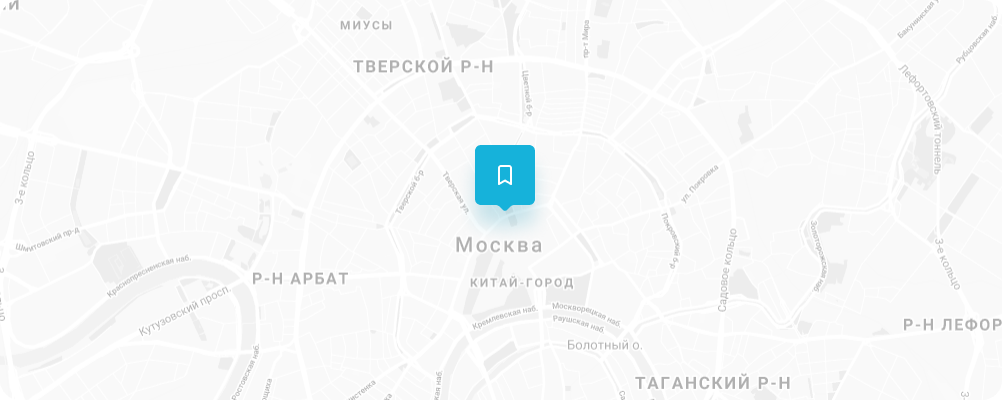 МИУСЫ
пр-т Мира
Бакунинская ул.
Рубцовская наб.
ТВЕРСКОЙ Р-Н
Цветной б-р
Лефортовский тоннель
3-е кольцо
Тверской б-р
Тверская ул.
ул. Покровка
Шмитовский пр-д
Москва
Покровский б-р
Садовое кольцо
Золоторожская наб.
3-е кольцо
Краснопресненская наб.
Р-Н АРБАТ
КИТАЙ-ГОРОД
Кутузовский просп.
Кремлевская наб.
Москворецкая наб.
Раушская наб.
Р-Н ЛЕФОР
Болотный о.
Ростовская наб.
ТАГАНСКИЙ Р-Н